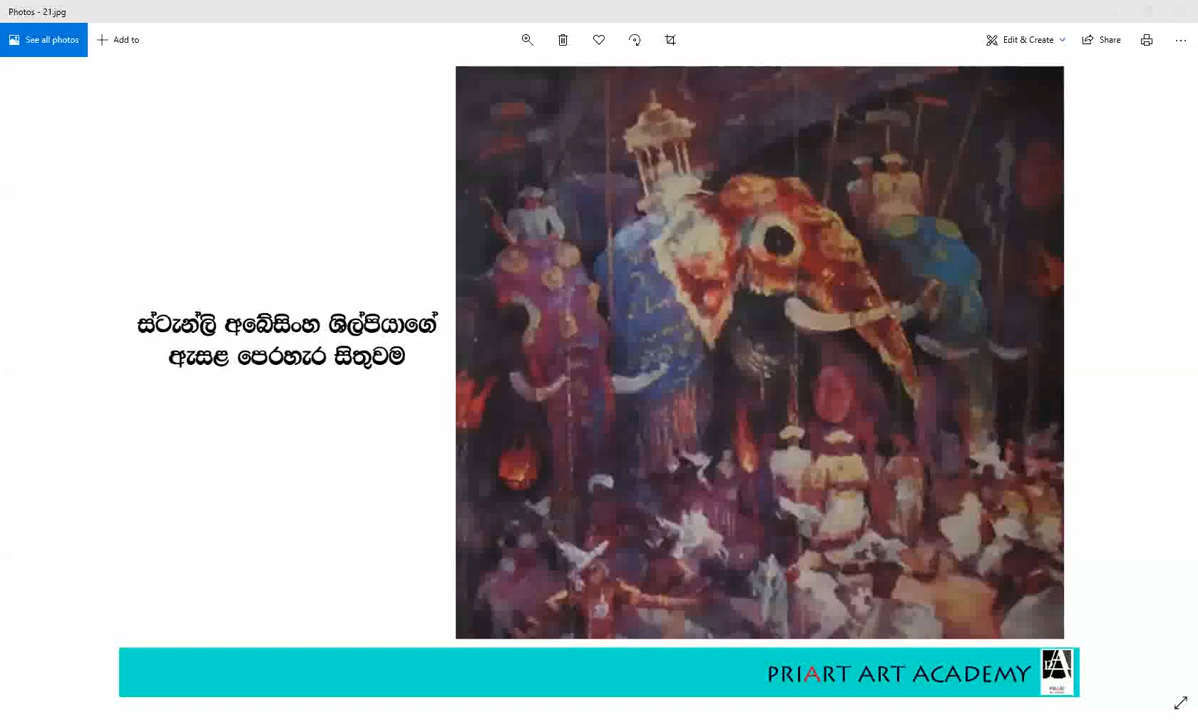 Photos - 21.jpg
See all photos
Add to
Edit & Create
Share
ස්ටැන්ලි අබේසිංහ ශිල්පියාගේ
ඇසළ පෙරහැර සිතුවම
PRIART ART ACADEMY